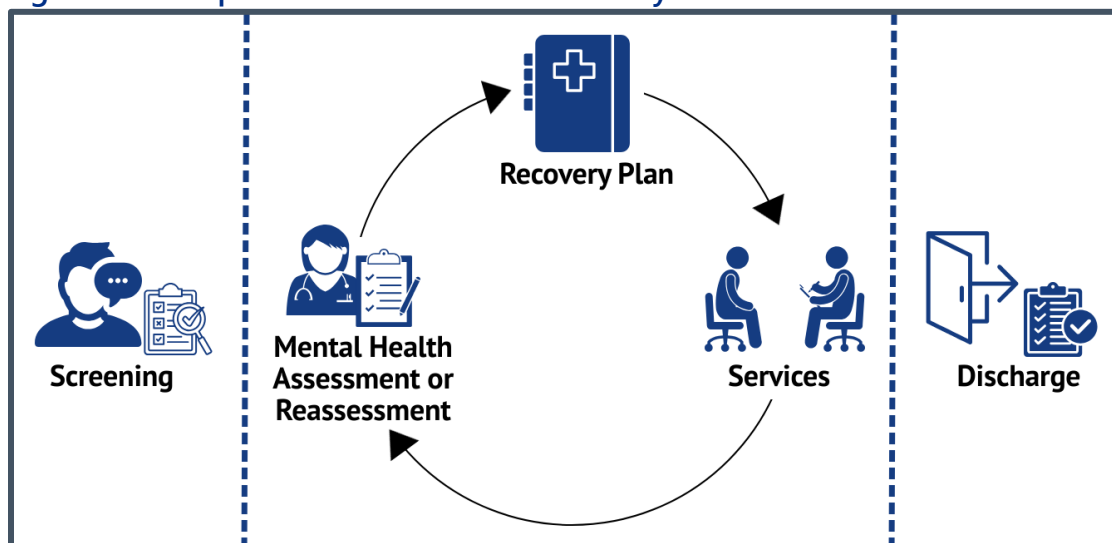 Recovery Plan
Screening
Mental Health
Assessment or
Reassessment
Services
Discharge